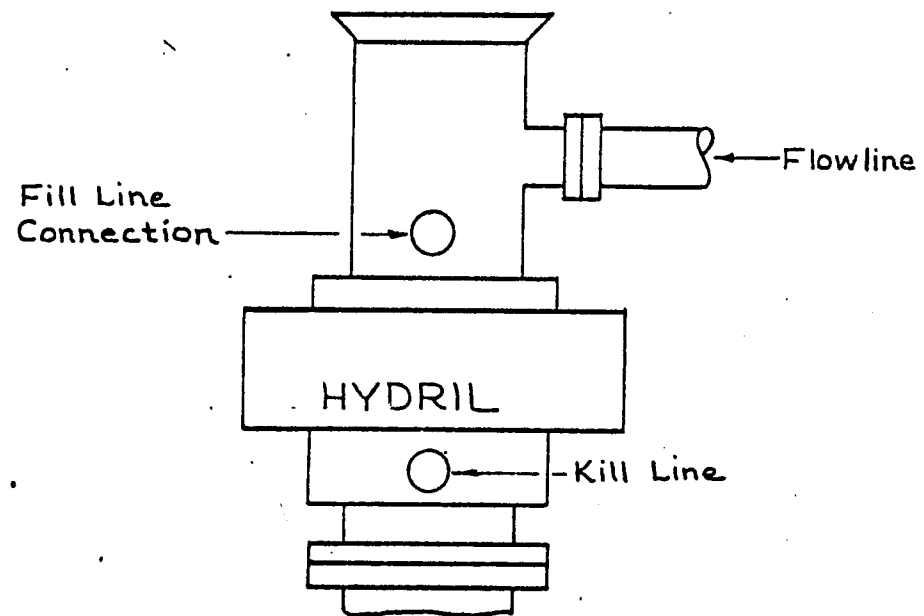 Flowline
Fill Line
Connection
HYDRIL
Kill Line